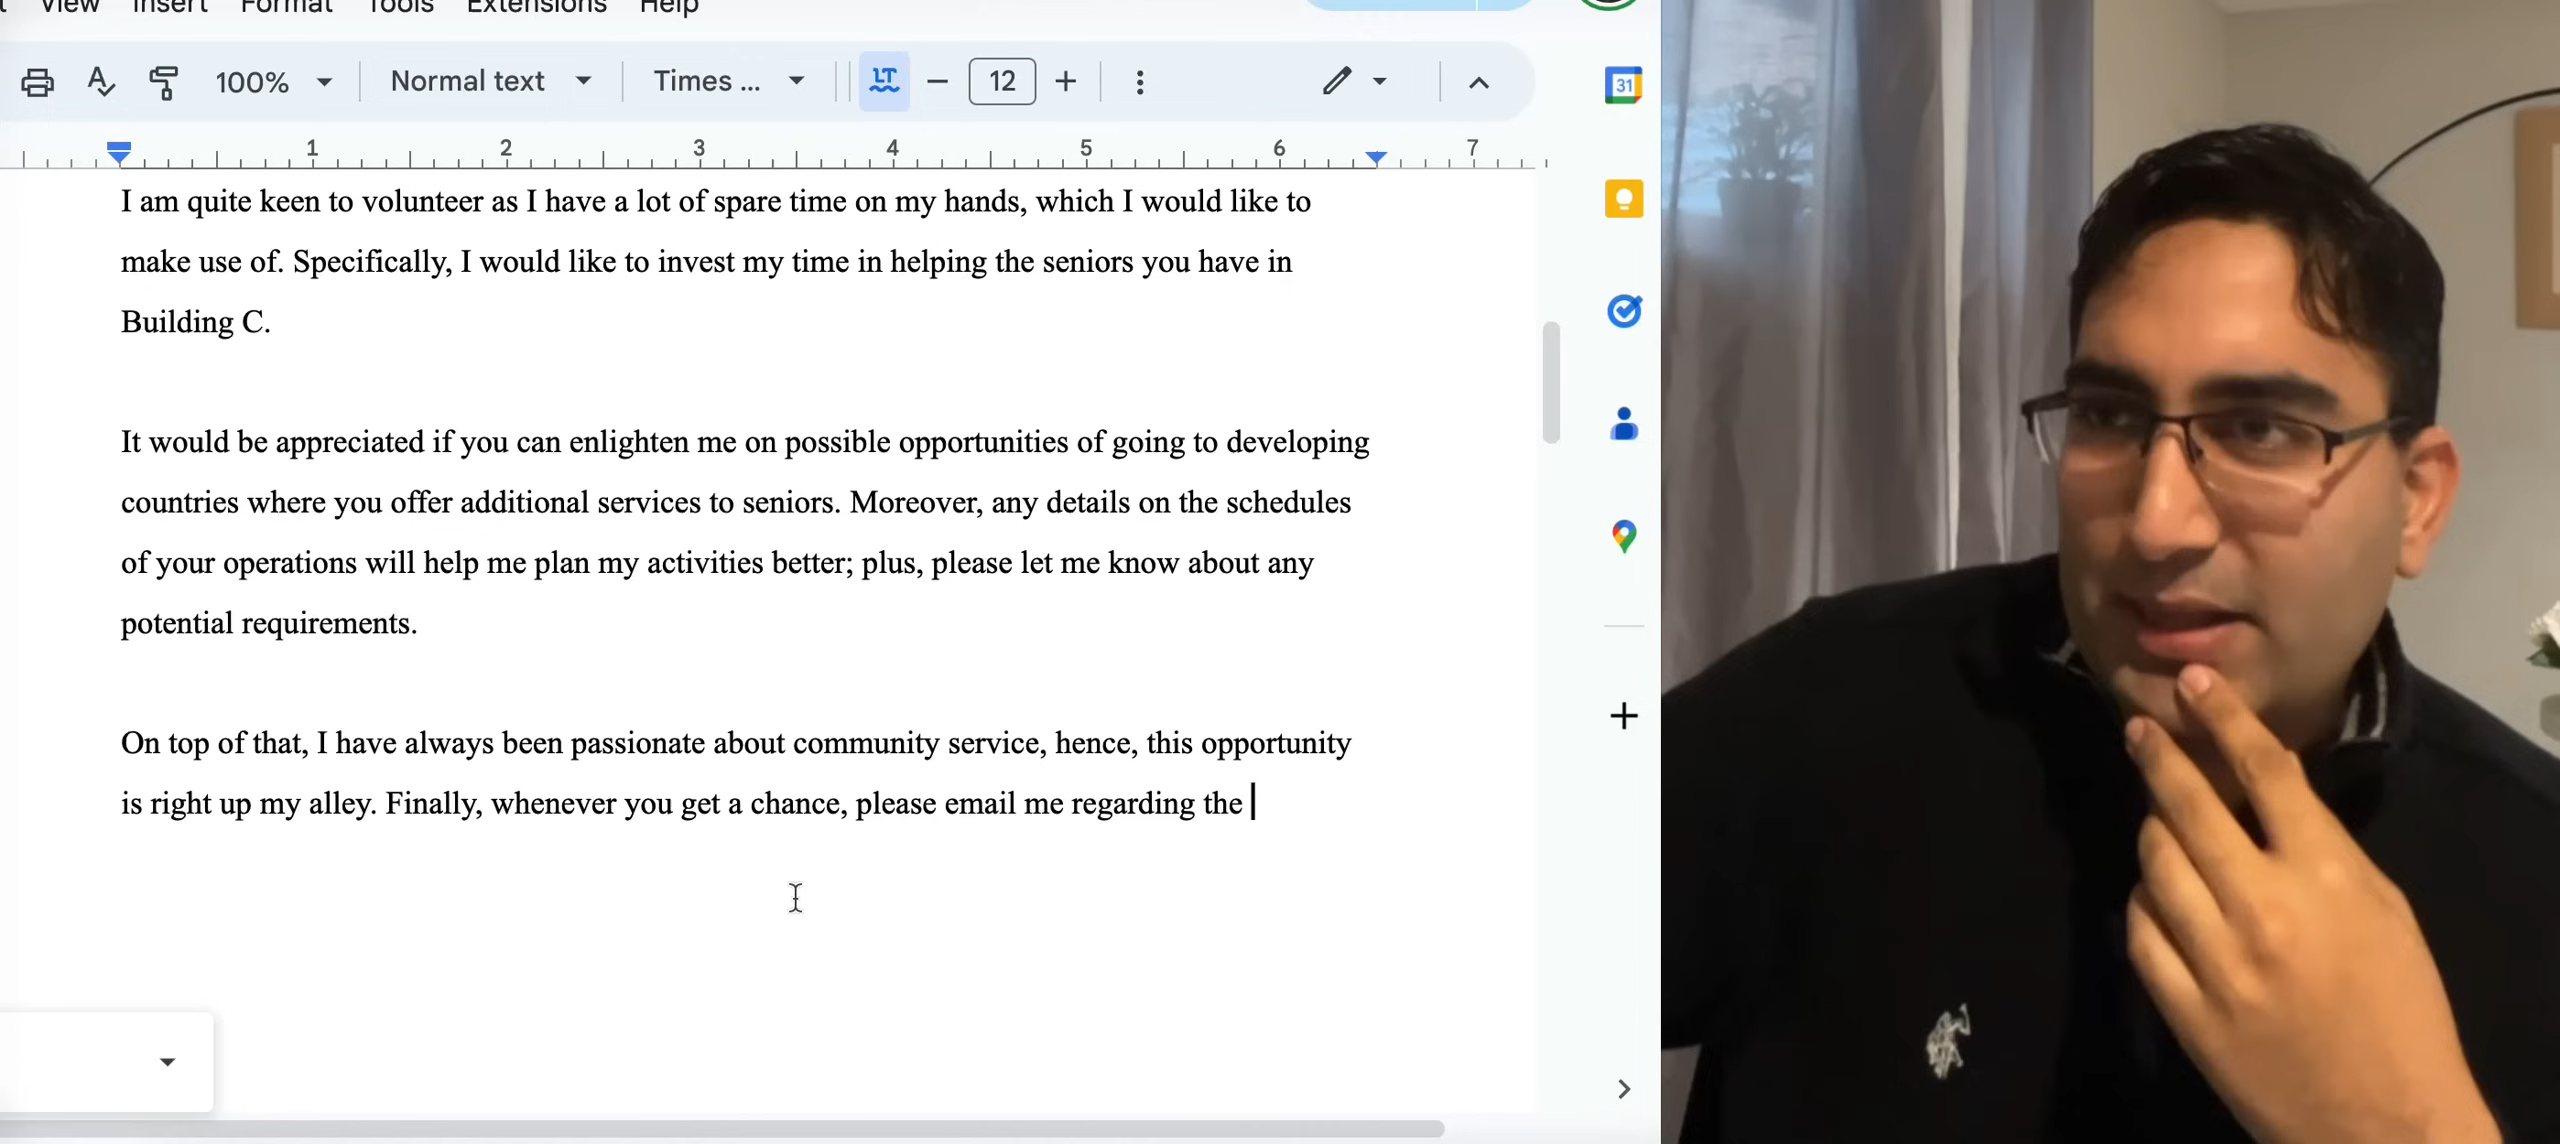 View Insert Format Tools Extensions Help
100% Normal text Times ... LT 12
31
1 2 3 4 5 6 7
I am quite keen to volunteer as I have a lot of spare time on my hands, which I would like to
make use of. Specifically, I would like to invest my time in helping the seniors you have in
Building C.
It would be appreciated if you can enlighten me on possible opportunities of going to developing
countries where you offer additional services to seniors. Moreover, any details on the schedules
of your operations will help me plan my activities better; plus, please let me know about any
potential requirements.
On top of that, I have always been passionate about community service, hence, this opportunity
is right up my alley. Finally, whenever you get a chance, please email me regarding the